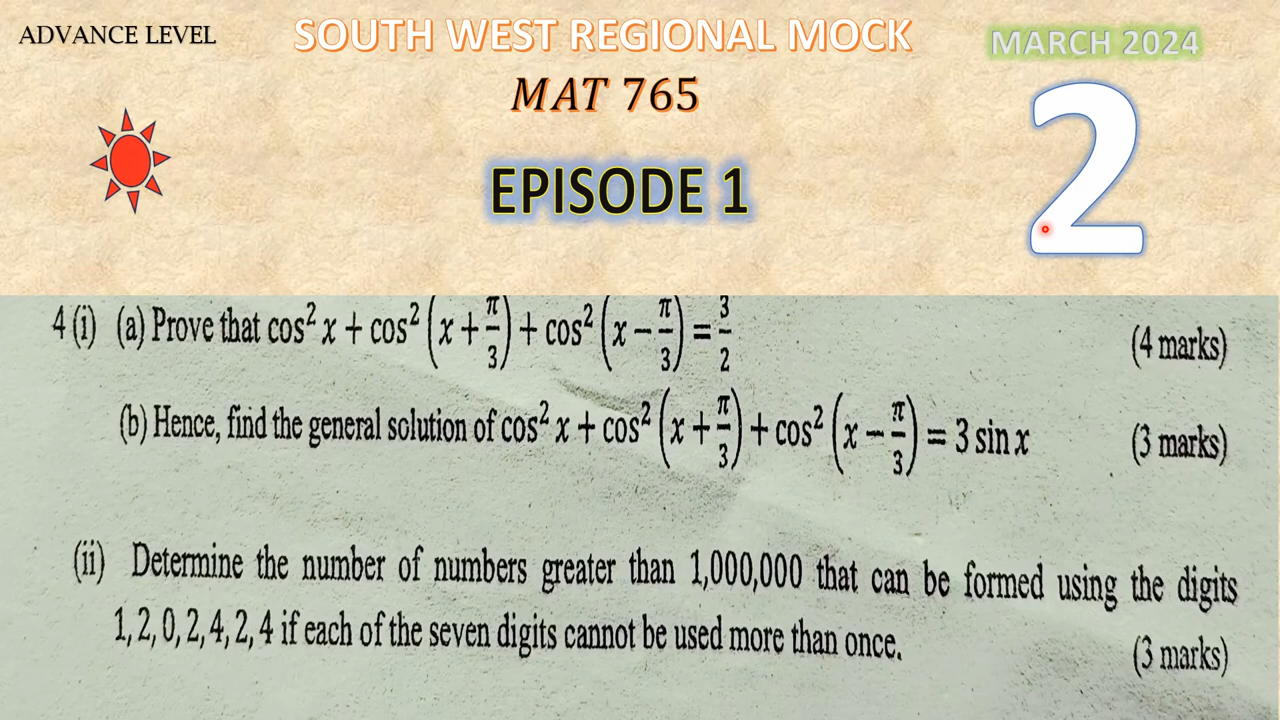 ADVANCE LEVEL
SOUTH WEST REGIONAL MOCK
MARCH 2024
MAT 765
2
EPISODE 1
4 (i) (a) Prove that cos² x + cos² (x + π/3) + cos² (x − π/3) = 3/2 (4 marks)
(b) Hence, find the general solution of cos² x + cos² (x + π/3) + cos² (x − π/3) = 3 sin x (3 marks)
(ii) Determine the number of numbers greater than 1,000,000 that can be formed using the digits
1, 2, 0, 2, 4, 2, 4 if each of the seven digits cannot be used more than once. (3 marks)